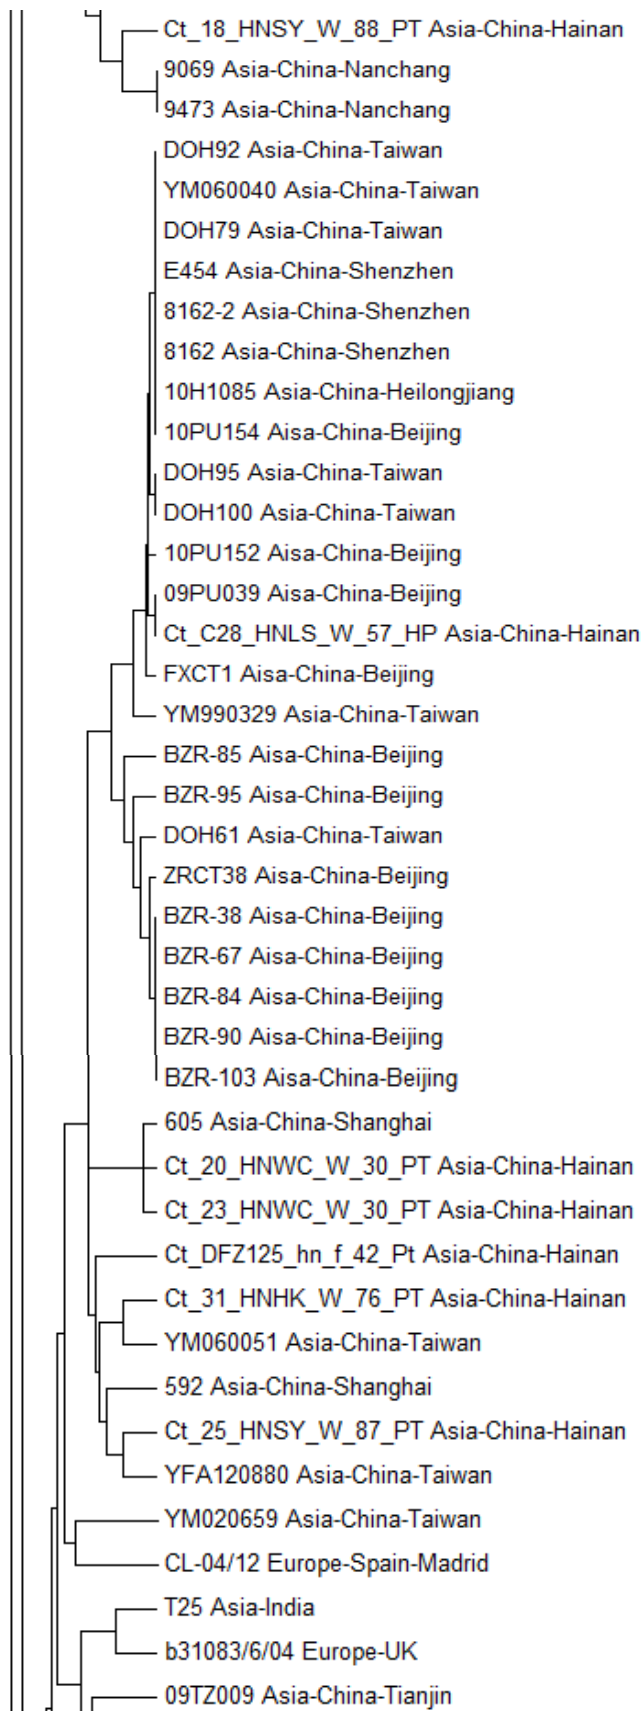 Ct_18_HNSY_W_88_PT Asia-China-Hainan
9069 Asia-China-Nanchang
9473 Asia-China-Nanchang
DOH92 Asia-China-Taiwan
YM060040 Asia-China-Taiwan
DOH79 Asia-China-Taiwan
E454 Asia-China-Shenzhen
8162-2 Asia-China-Shenzhen
8162 Asia-China-Shenzhen
10H1085 Asia-China-Heilongjiang
10PU154 Aisa-China-Beijing
DOH95 Asia-China-Taiwan
DOH100 Asia-China-Taiwan
10PU152 Aisa-China-Beijing
09PU039 Aisa-China-Beijing
Ct_C28_HNLS_W_57_HP Asia-China-Hainan
FXCT1 Aisa-China-Beijing
YM990329 Asia-China-Taiwan
BZR-85 Aisa-China-Beijing
BZR-95 Aisa-China-Beijing
DOH61 Asia-China-Taiwan
ZRCT38 Aisa-China-Beijing
BZR-38 Aisa-China-Beijing
BZR-67 Aisa-China-Beijing
BZR-84 Aisa-China-Beijing
BZR-90 Aisa-China-Beijing
BZR-103 Aisa-China-Beijing
605 Asia-China-Shanghai
Ct_20_HNWC_W_30_PT Asia-China-Hainan
Ct_23_HNWC_W_30_PT Asia-China-Hainan
Ct_DFZ125_hn_f_42_Pt Asia-China-Hainan
Ct_31_HNHK_W_76_PT Asia-China-Hainan
YM060051 Asia-China-Taiwan
592 Asia-China-Shanghai
Ct_25_HNSY_W_87_PT Asia-China-Hainan
YFA120880 Asia-China-Taiwan
YM020659 Asia-China-Taiwan
CL-04/12 Europe-Spain-Madrid
T25 Asia-India
b31083/6/04 Europe-UK
09TZ009 Asia-China-Tianjin